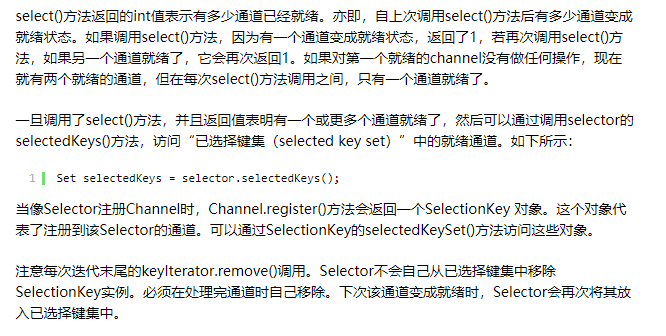 select()方法返回的int值表示有多少通道已经就绪。亦即，自上次调用select()方法后有多少通道变成
就绪状态。如果调用select()方法，因为有一个通道变成就绪状态，返回了1，若再次调用select()方
法，如果另一个通道就绪了，它会再次返回1。如果对第一个就绪的channel没有做任何操作，现在
就有两个就绪的通道，但在每次select()方法调用之间，只有一个通道就绪了。
一旦调用了select()方法，并且返回值表明有一个或更多个通道就绪了，然后可以通过调用selector的
selectedKeys()方法，访问“已选择键集（selected key set）”中的就绪通道。如下所示：
1 Set selectedKeys = selector.selectedKeys();
当像Selector注册Channel时，Channel.register()方法会返回一个SelectionKey 对象。这个对象代
表了注册到该Selector的通道。可以通过SelectionKey的selectedKeySet()方法访问这些对象。
注意每次迭代末尾的keyIterator.remove()调用。Selector不会自己从已选择键集中移除
SelectionKey实例。必须在处理完通道时自己移除。下次该通道变成就绪时，Selector会再次将其放
入已选择键集中。